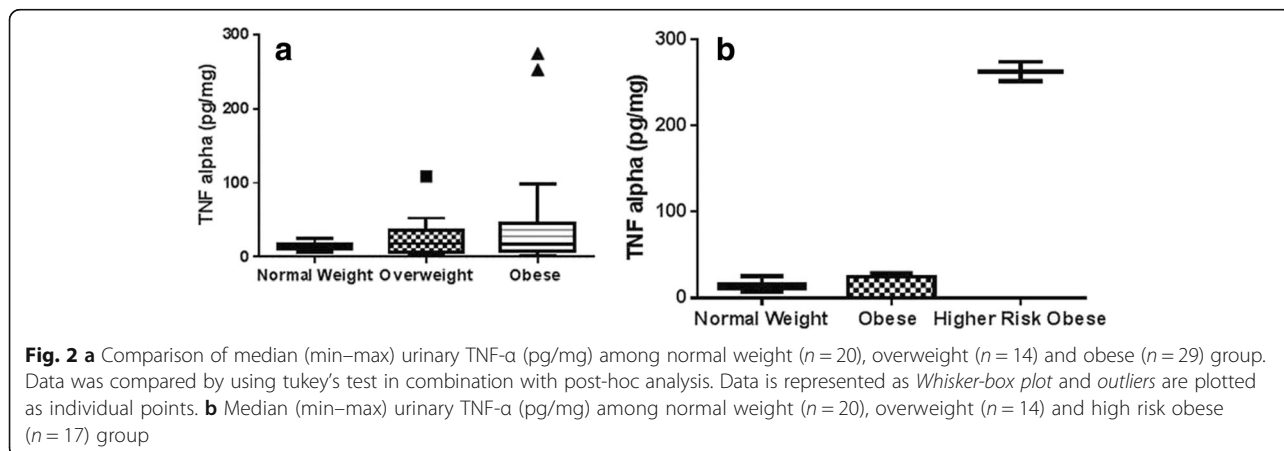 a
300
200
100
0
TNF alpha (pg/mg)
Normal Weight Overweight Obese
b
300
200
100
0
TNF alpha (pg/mg)
Normal Weight Obese Higher Risk Obese
Fig. 2 a Comparison of median (min–max) urinary TNF-α (pg/mg) among normal weight (n = 20), overweight (n = 14) and obese (n = 29) group.
Data was compared by using tukey's test in combination with post-hoc analysis. Data is represented as Whisker-box plot and outliers are plotted
as individual points. b Median (min–max) urinary TNF-α (pg/mg) among normal weight (n = 20), overweight (n = 14) and high risk obese
(n = 17) group